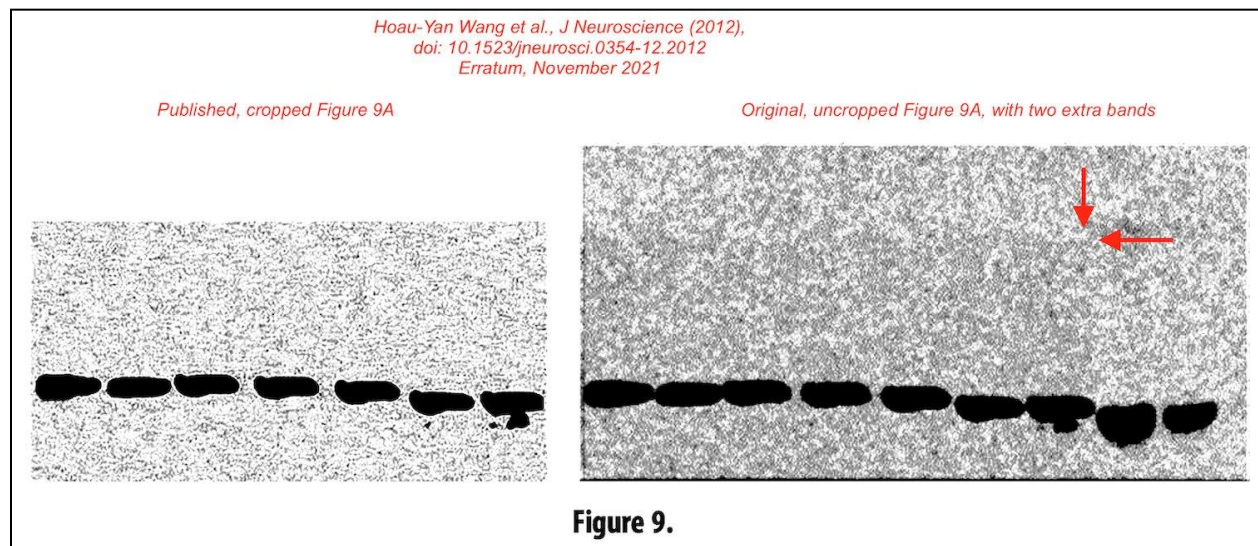 Hoau-Yan Wang et al., J Neuroscience (2012),
doi: 10.1523/jneurosci.0354-12.2012
Erratum, November 2021
Published, cropped Figure 9A
Original, uncropped Figure 9A, with two extra bands
Figure 9.